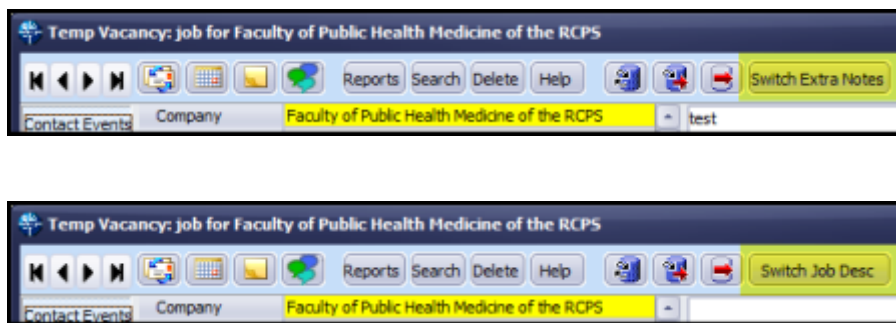 Temp Vacancy: job for Faculty of Public Health Medicine of the RCPS
Reports Search Delete Help Switch Extra Notes
Contact Events Company Faculty of Public Health Medicine of the RCPS test
Temp Vacancy: job for Faculty of Public Health Medicine of the RCPS
Reports Search Delete Help Switch Job Desc
Contact Events Company Faculty of Public Health Medicine of the RCPS